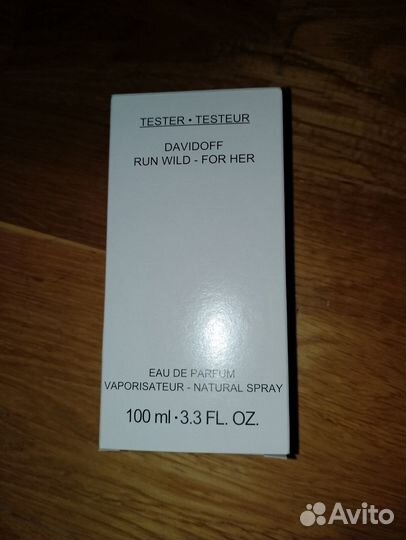 TESTER • TESTEUR
DAVIDOFF
RUN WILD - FOR HER
EAU DE PARFUM
VAPORISATEUR - NATURAL SPRAY
100 ml • 3.3 FL. OZ.
Avito